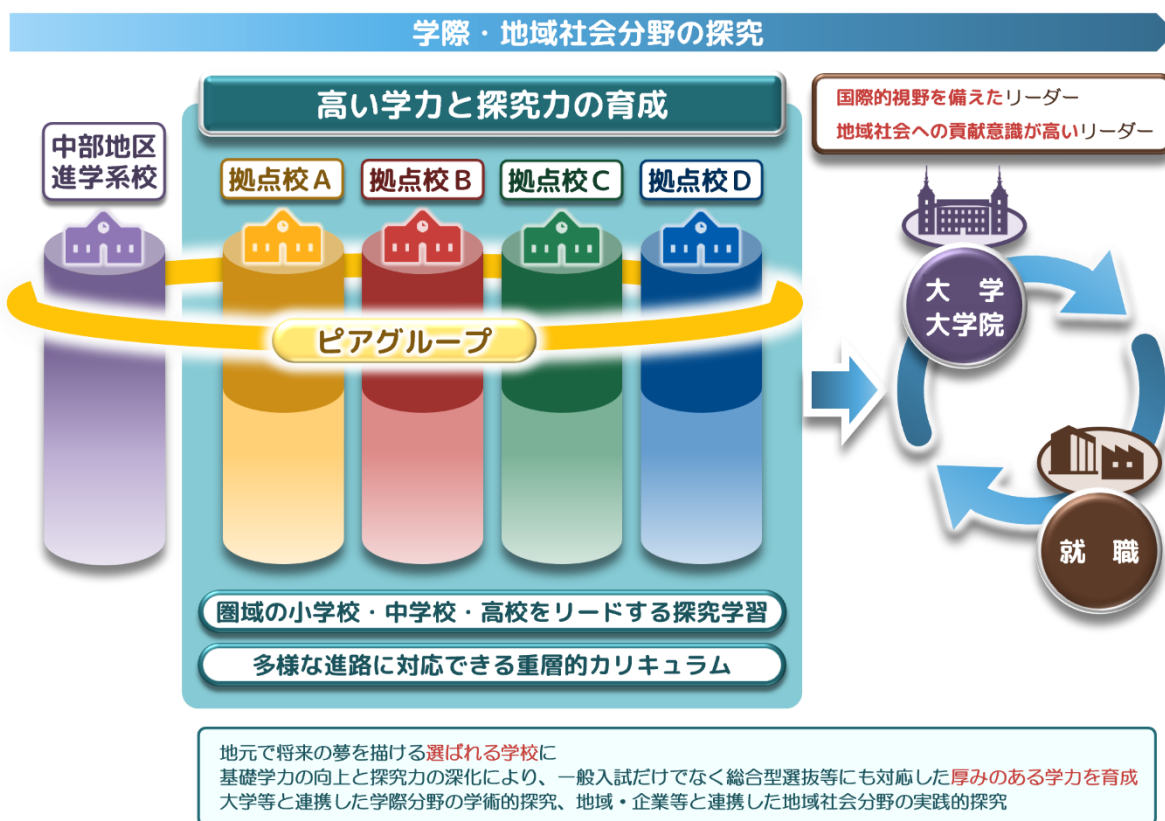 学際・地域社会分野の探究
高い学力と探究力の育成
国際的視野を備えたリーダー
地域社会への貢献意識が高いリーダー
中部地区
進学系校
拠点校A
拠点校B
拠点校C
拠点校D
ピアグループ
大　学
大学院
就　職
圏域の小学校・中学校・高校をリードする探究学習
多様な進路に対応できる重層的カリキュラム
地元で将来の夢を描ける選ばれる学校に
基礎学力の向上と探究力の深化により、一般入試だけでなく総合型選抜等にも対応した厚みのある学力を育成
大学等と連携した学際分野の学術的探究、地域・企業等と連携した地域社会分野の実践的探究